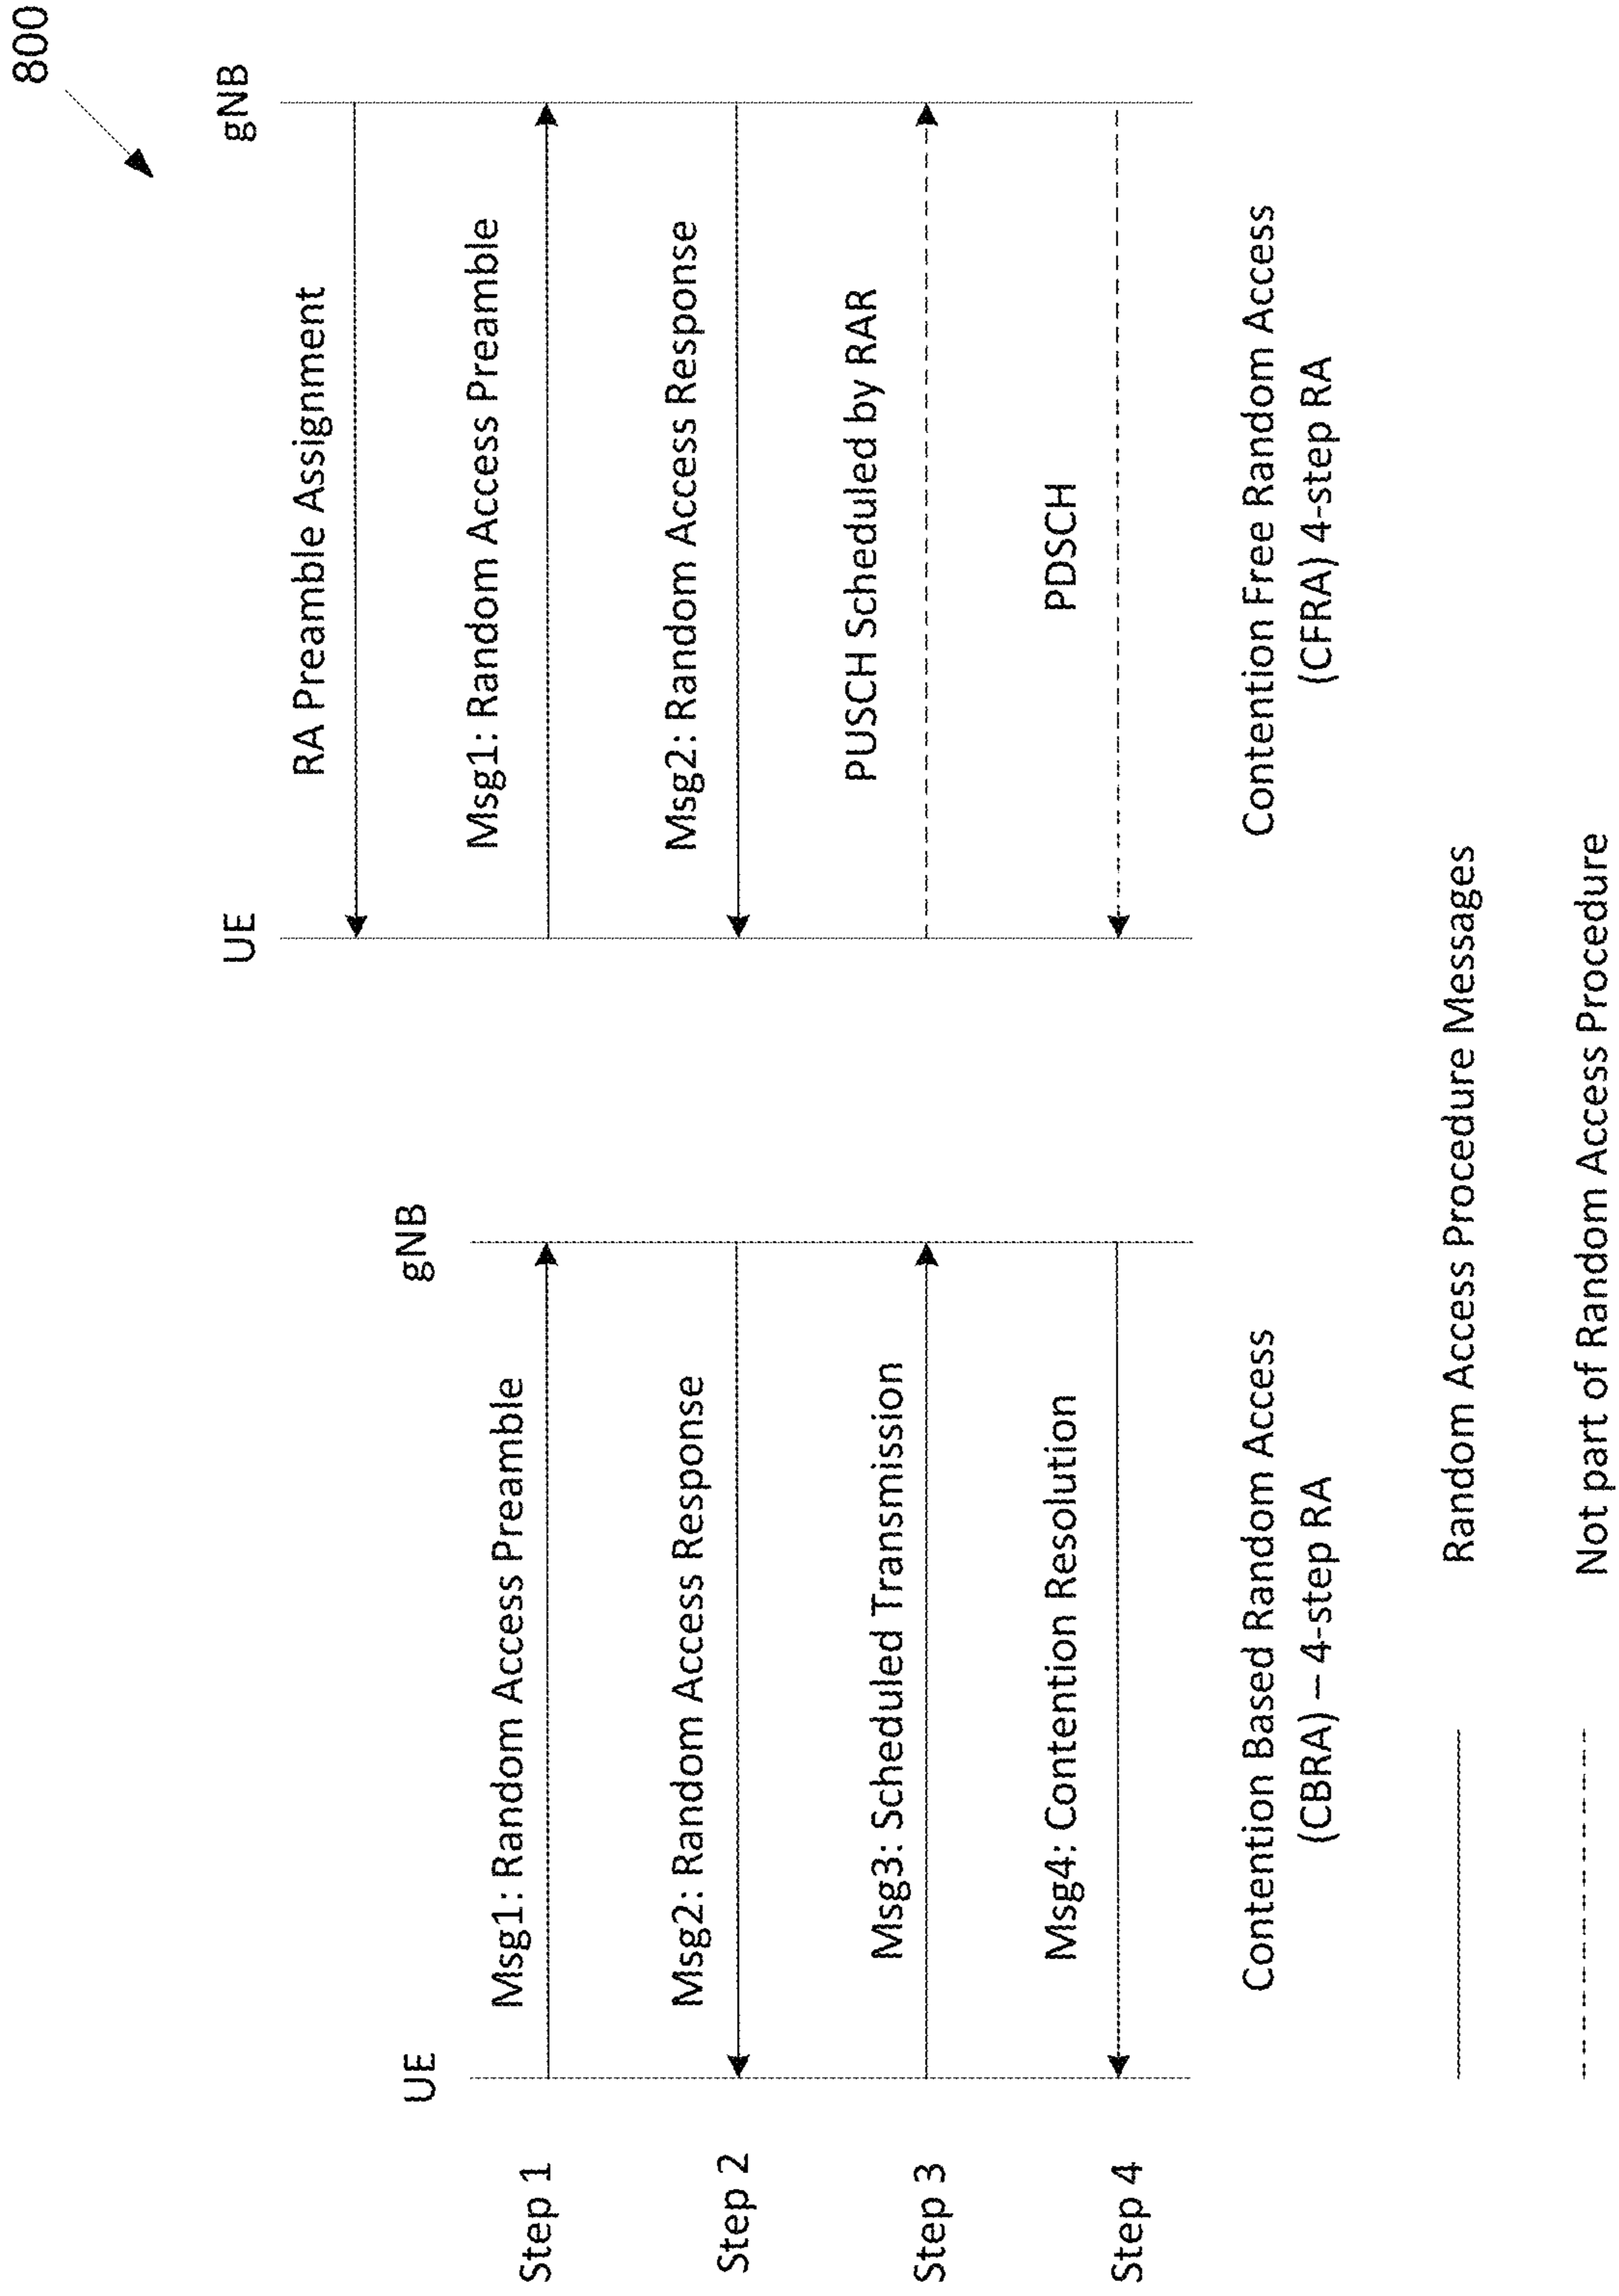 800
UE
gNB
UE
gNB
RA Preamble Assignment
Step 1
Msg1: Random Access Preamble
Msg1: Random Access Preamble
Step 2
Msg2: Random Access Response
Msg2: Random Access Response
Step 3
Msg3: Scheduled Transmission
PUSCH Scheduled by RAR
Step 4
Msg4: Contention Resolution
PDSCH
Contention Based Random Access
(CBRA) – 4-step RA
Contention Free Random Access
(CFRA) 4-step RA
Random Access Procedure Messages
Not part of Random Access Procedure